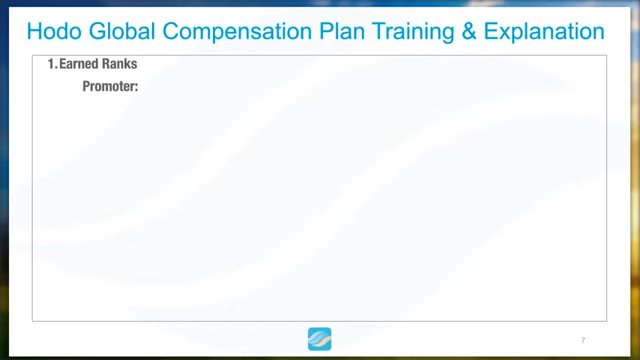 Hodo Global Compensation Plan Training & Explanation
1. Earned Ranks
Promoter:
7